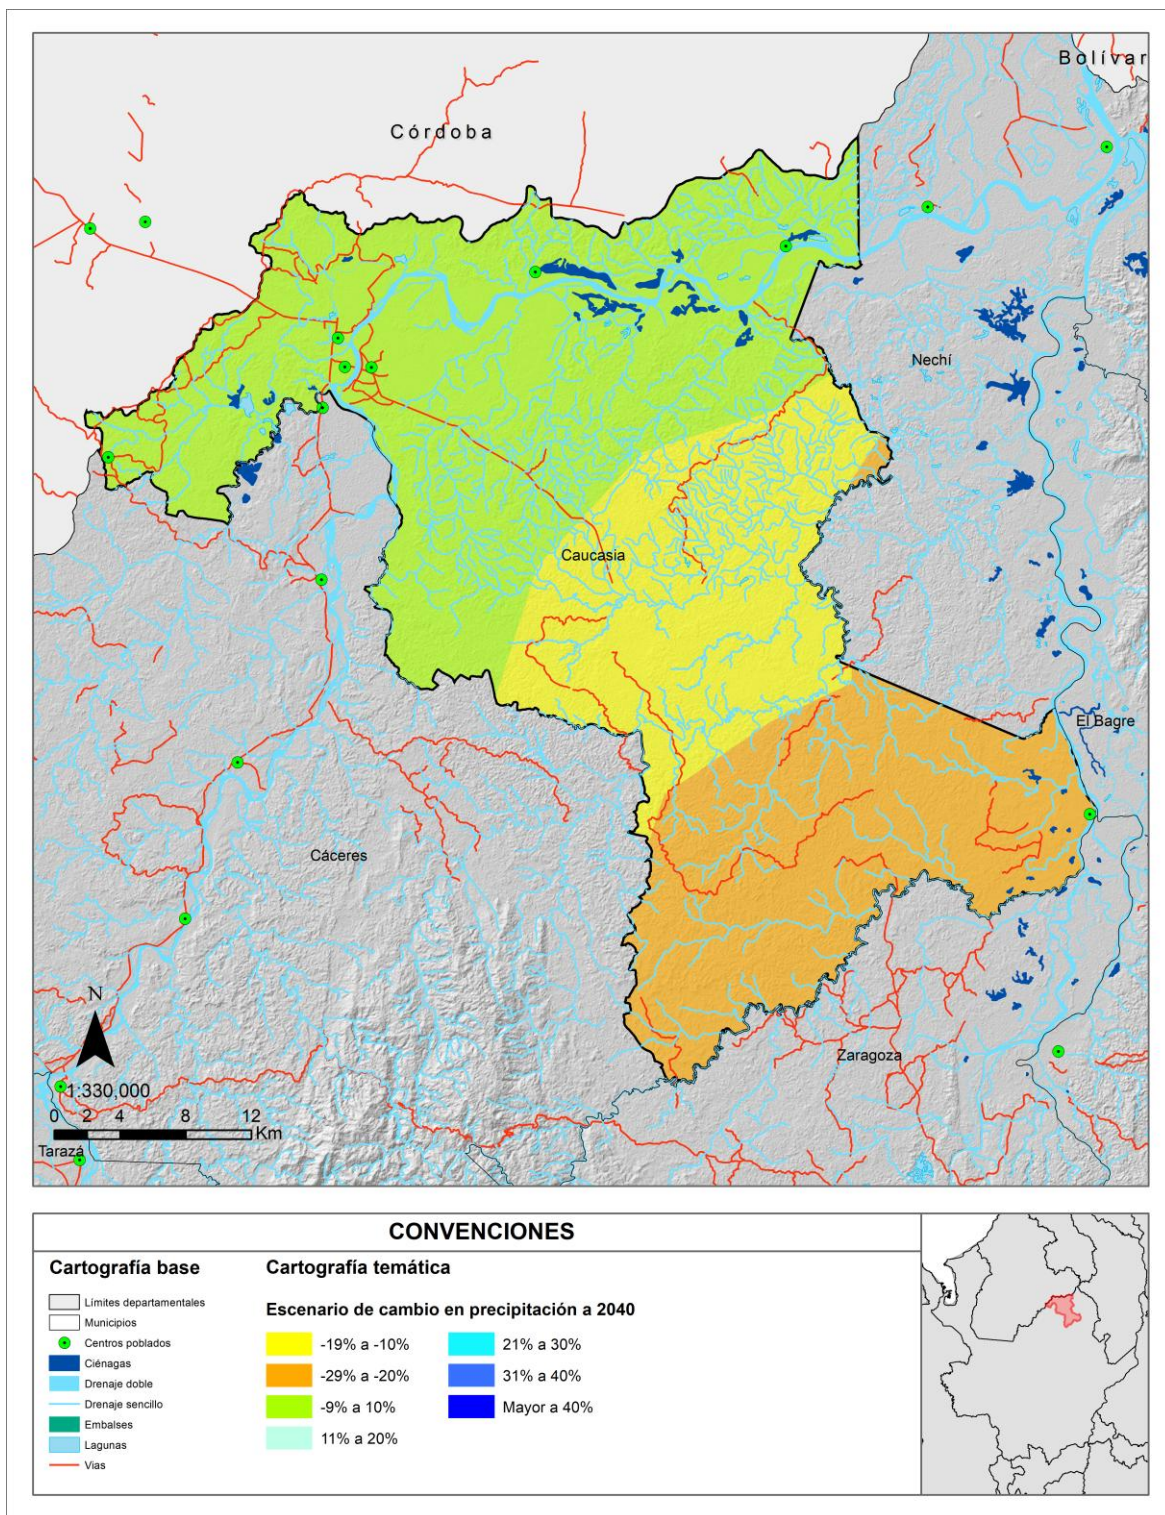 Bolívar
Córdoba
Nechí
Caucasia
El Bagre
Cáceres
N
Zaragoza
1:330,000
0 2 4 8 12
Km
Tarazá
CONVENCIONES
Cartografía base
Límites departamentales
Municipios
Centros poblados
Ciénagas
Drenaje doble
Drenaje sencillo
Embalses
Lagunas
Vias
Cartografía temática
Escenario de cambio en precipitación a 2040
-19% a -10%
-29% a -20%
-9% a 10%
11% a 20%
21% a 30%
31% a 40%
Mayor a 40%